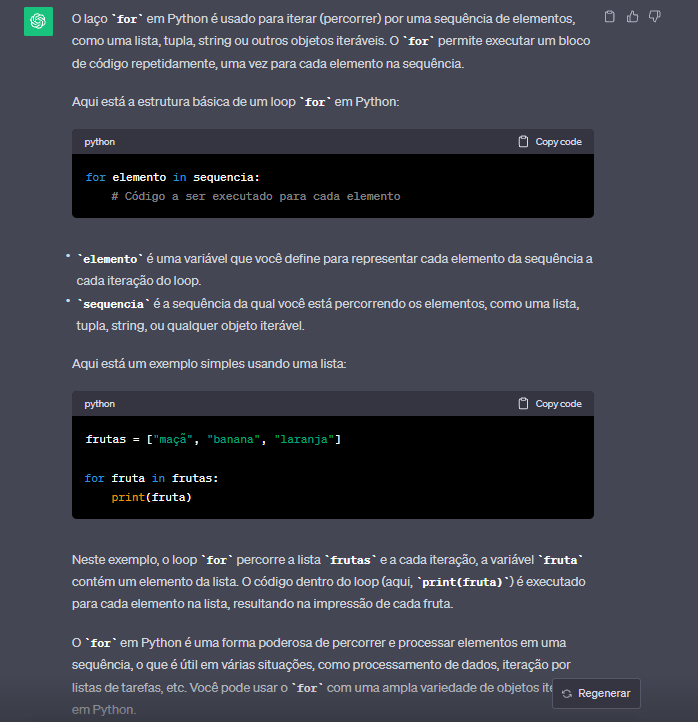 O laço `for` em Python é usado para iterar (percorrer) por uma sequência de elementos,
como uma lista, tupla, string ou outros objetos iteráveis. O `for` permite executar um bloco
de código repetidamente, uma vez para cada elemento na sequência.
Aqui está a estrutura básica de um loop `for` em Python:
python
Copy code
for elemento in sequencia:
# Código a ser executado para cada elemento
• `elemento` é uma variável que você define para representar cada elemento da sequência a
cada iteração do loop.
• `sequencia` é a sequência da qual você está percorrendo os elementos, como uma lista,
tupla, string, ou qualquer objeto iterável.
Aqui está um exemplo simples usando uma lista:
python
Copy code
frutas = ["maçã", "banana", "laranja"]
for fruta in frutas:
print(fruta)
Neste exemplo, o loop `for` percorre a lista `frutas` e a cada iteração, a variável `fruta`
contém um elemento da lista. O código dentro do loop (aqui, `print(fruta)`) é executado
para cada elemento na lista, resultando na impressão de cada fruta.
O `for` em Python é uma forma poderosa de percorrer e processar elementos em uma
sequência, o que é útil em várias situações, como processamento de dados, iteração por
listas de tarefas, etc. Você pode usar o `for` com uma ampla variedade de objetos
Regenerar
em Python.